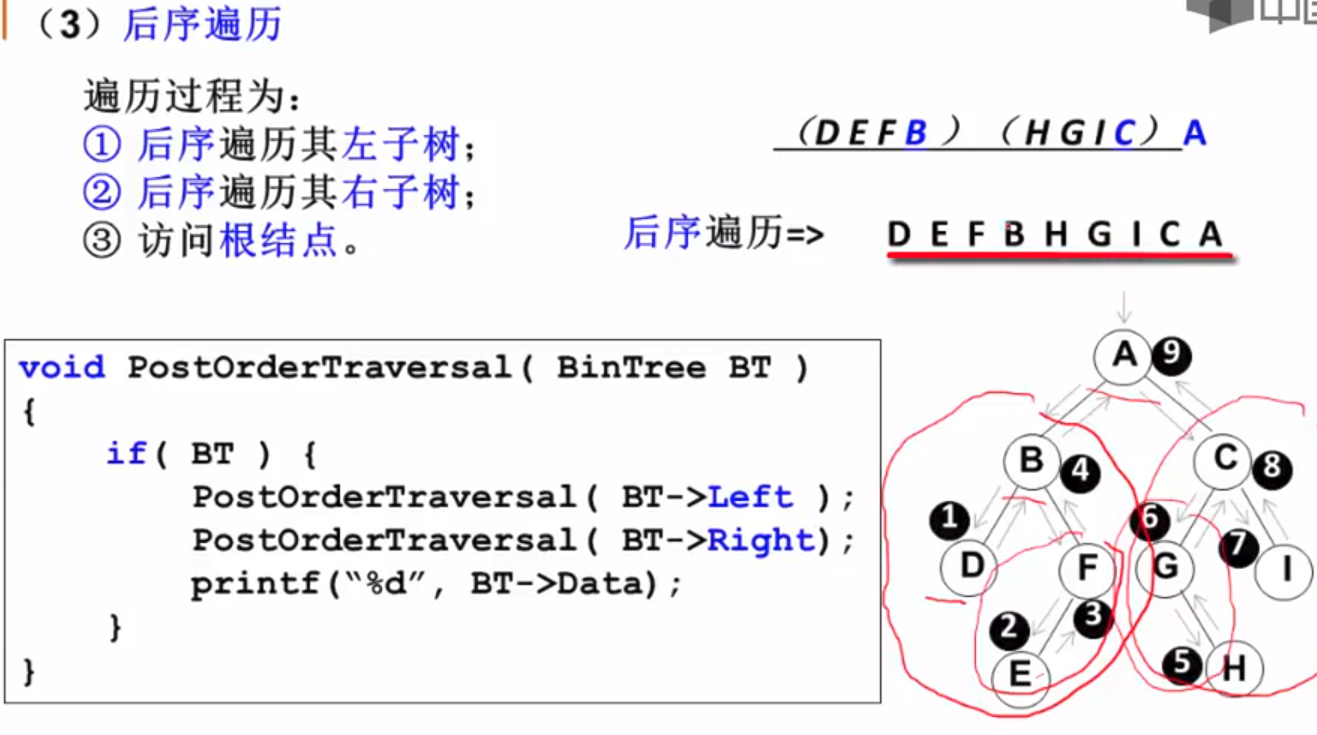 （3）后序遍历
中国
遍历过程为：
① 后序遍历其左子树；
② 后序遍历其右子树；
③ 访问根结点。
（D E F B ）（H G I C）A
后序遍历=> D E F B H G I C A
void PostOrderTraversal( BinTree BT )
{
if( BT ) {
PostOrderTraversal( BT->Left );
PostOrderTraversal( BT->Right);
printf(“%d”, BT->Data);
}
}
A 9
B 4 C 8
1 6 7
D F G I
2 3
E 5 H